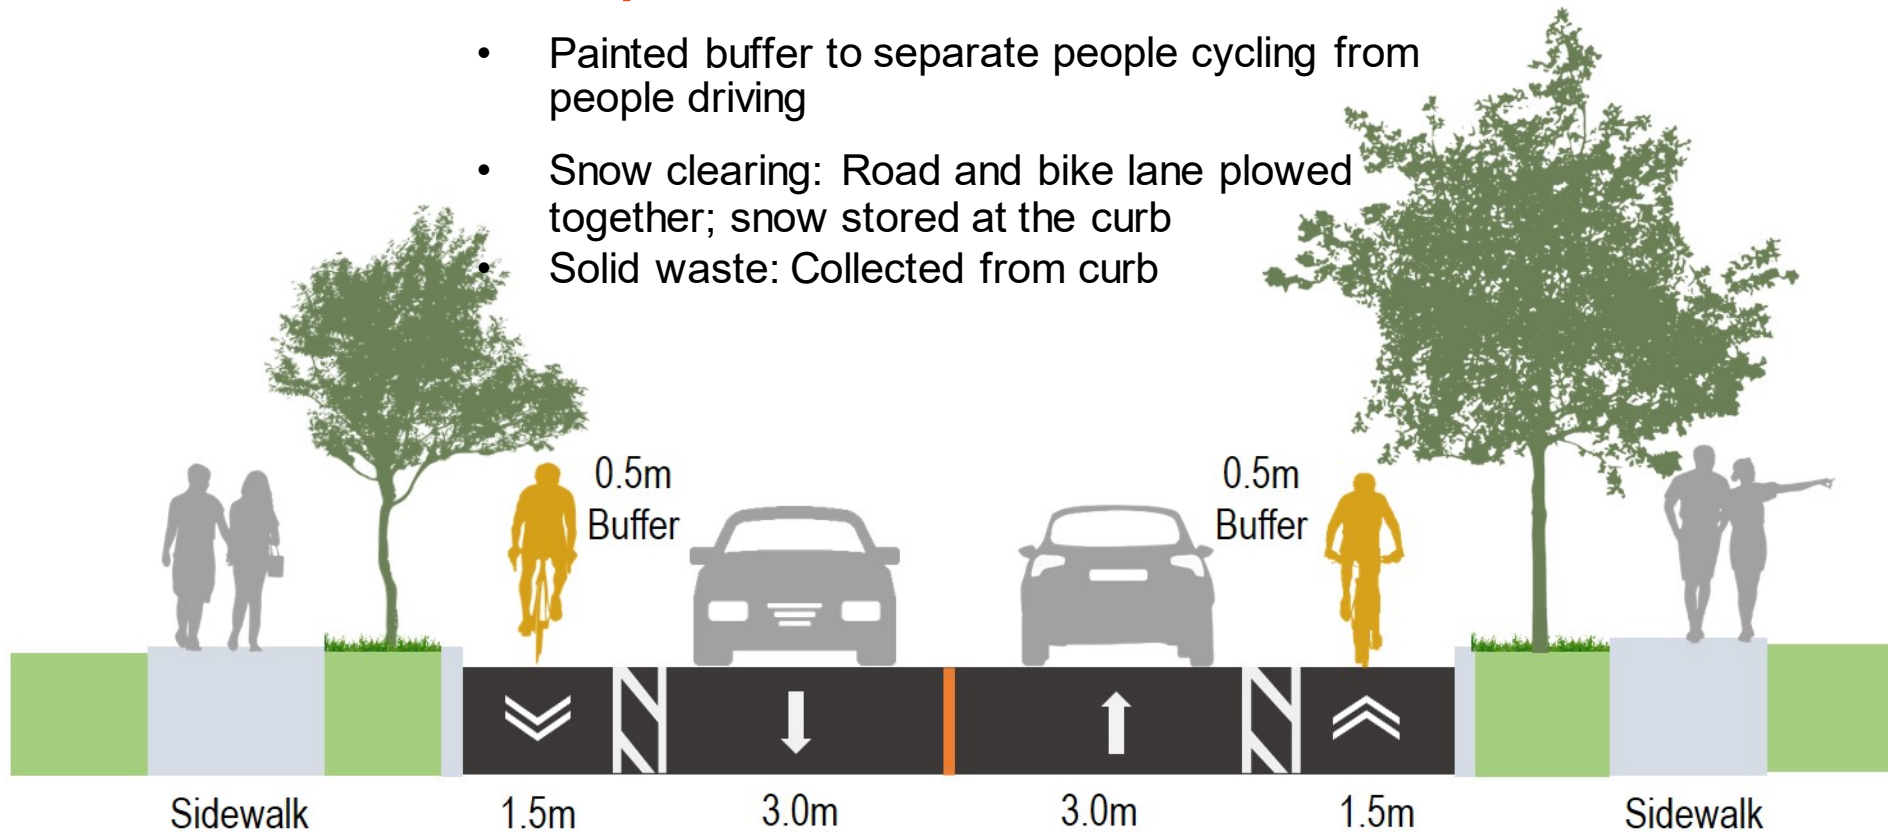 • Painted buffer to separate people cycling from
people driving
• Snow clearing: Road and bike lane plowed
together; snow stored at the curb
• Solid waste: Collected from curb
0.5m
Buffer
0.5m
Buffer
Sidewalk
1.5m
3.0m
3.0m
1.5m
Sidewalk